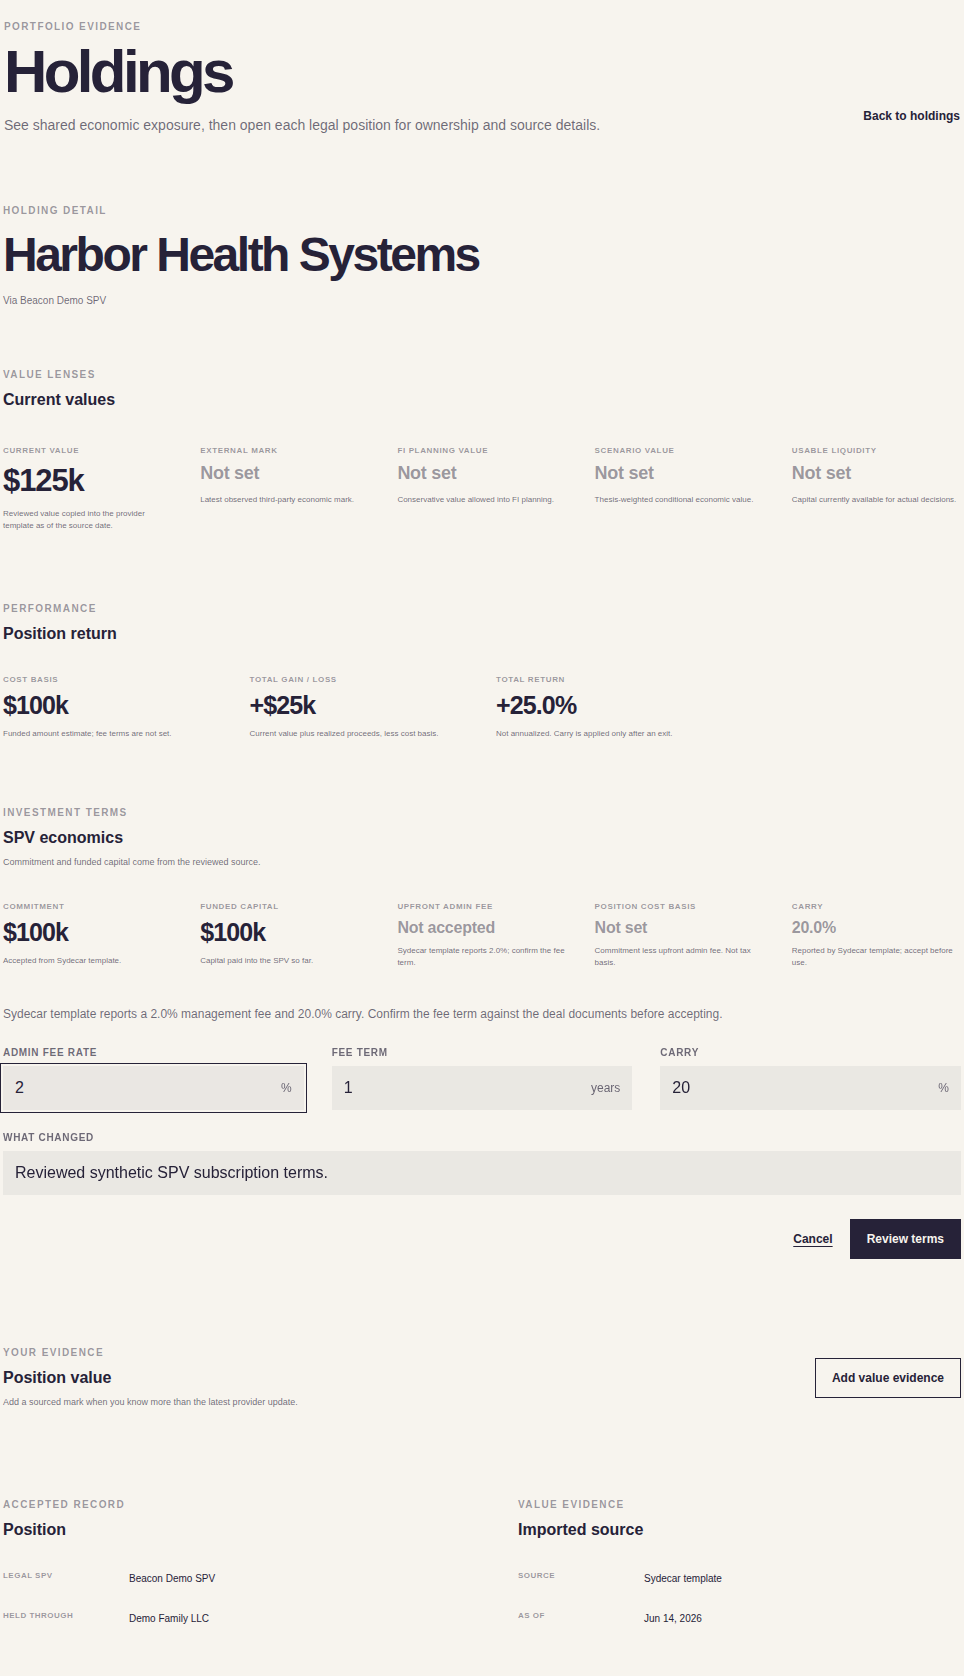 PORTFOLIO EVIDENCE
Holdings
See shared economic exposure, then open each legal position for ownership and source details.
Back to holdings
HOLDING DETAIL
Harbor Health Systems
Via Beacon Demo SPV
VALUE LENSES
Current values
CURRENT VALUE
$125k
Reviewed value copied into the provider
template as of the source date.
EXTERNAL MARK
Not set
Latest observed third-party economic mark.
FI PLANNING VALUE
Not set
Conservative value allowed into FI planning.
SCENARIO VALUE
Not set
Thesis-weighted conditional economic value.
USABLE LIQUIDITY
Not set
Capital currently available for actual decisions.
PERFORMANCE
Position return
COST BASIS
$100k
Funded amount estimate; fee terms are not set.
TOTAL GAIN / LOSS
+$25k
Current value plus realized proceeds, less cost basis.
TOTAL RETURN
+25.0%
Not annualized. Carry is applied only after an exit.
INVESTMENT TERMS
SPV economics
Commitment and funded capital come from the reviewed source.
COMMITMENT
$100k
Accepted from Sydecar template.
FUNDED CAPITAL
$100k
Capital paid into the SPV so far.
UPFRONT ADMIN FEE
Not accepted
Sydecar template reports 2.0%; confirm the fee
term.
POSITION COST BASIS
Not set
Commitment less upfront admin fee. Not tax
basis.
CARRY
20.0%
Reported by Sydecar template; accept before
use.
Sydecar template reports a 2.0% management fee and 20.0% carry. Confirm the fee term against the deal documents before accepting.
ADMIN FEE RATE
2 %
FEE TERM
1 years
CARRY
20 %
WHAT CHANGED
Reviewed synthetic SPV subscription terms.
Cancel
Review terms
YOUR EVIDENCE
Position value
Add a sourced mark when you know more than the latest provider update.
Add value evidence
ACCEPTED RECORD
Position
LEGAL SPV
Beacon Demo SPV
HELD THROUGH
Demo Family LLC
VALUE EVIDENCE
Imported source
SOURCE
Sydecar template
AS OF
Jun 14, 2026